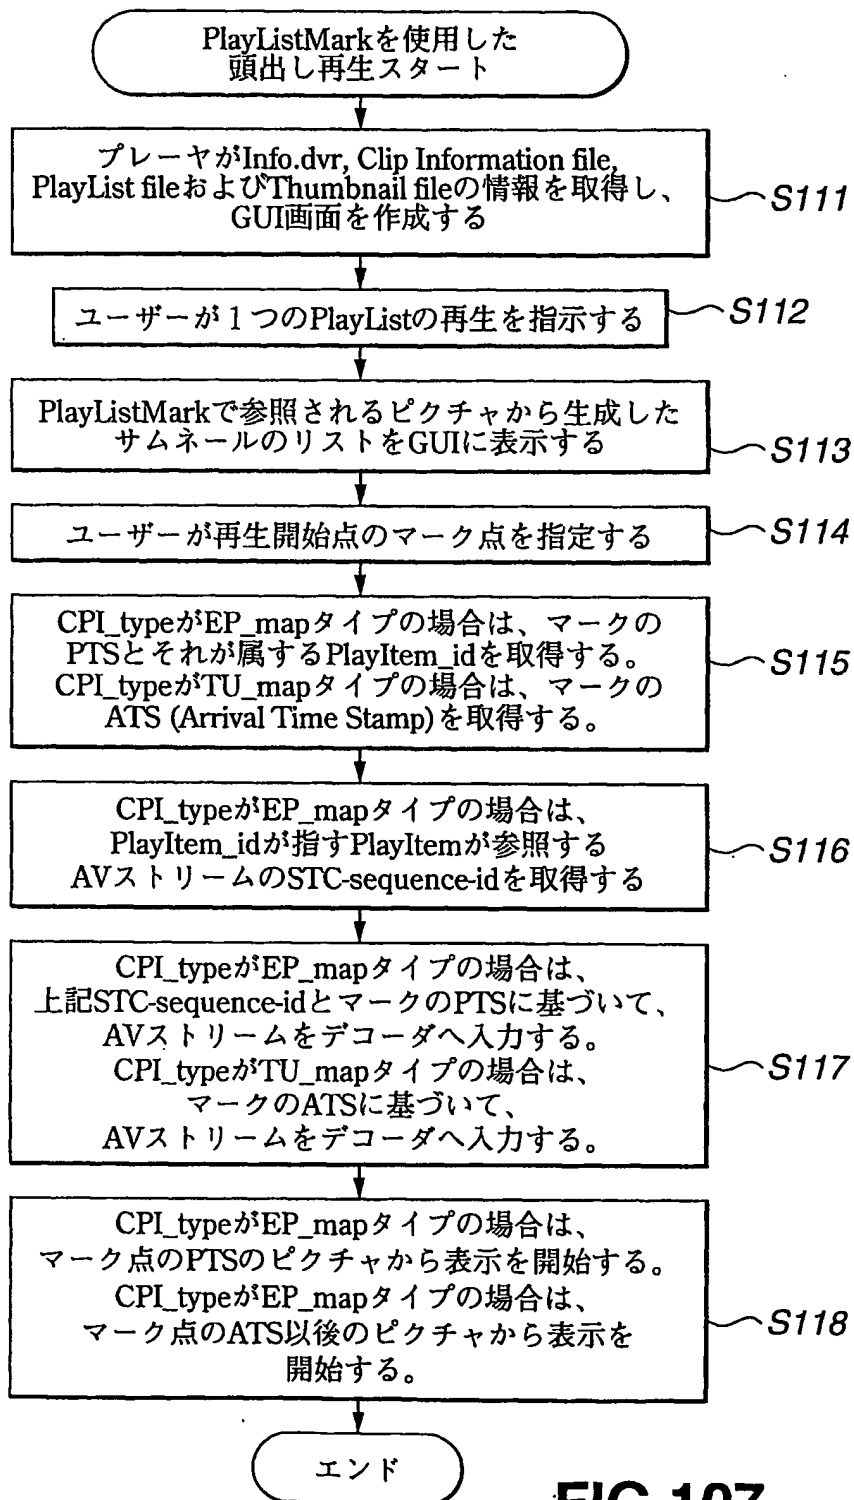 PlayListMarkを使用した
頭出し再生スタート
プレーヤがInfo.dvr, Clip Information file,
PlayList fileおよびThumbnail fileの情報を取得し、
GUI画面を作成する
S111
ユーザーが1つのPlayListの再生を指示する
S112
PlayListMarkで参照されるピクチャから生成した
サムネールのリストをGUIに表示する
S113
ユーザーが再生開始点のマーク点を指定する
S114
CPI_typeがEP_mapタイプの場合は、マークの
PTSとそれが属するPlayItem_idを取得する。
CPI_typeがTU_mapタイプの場合は、マークの
ATS (Arrival Time Stamp)を取得する。
S115
CPI_typeがEP_mapタイプの場合は、
PlayItem_idが指すPlayItemが参照する
AVストリームのSTC-sequence-idを取得する
S116
CPI_typeがEP_mapタイプの場合は、
上記STC-sequence-idとマークのPTSに基づいて、
AVストリームをデコーダへ入力する。
CPI_typeがTU_mapタイプの場合は、
マークのATSに基づいて、
AVストリームをデコーダへ入力する。
S117
CPI_typeがEP_mapタイプの場合は、
マーク点のPTSのピクチャから表示を開始する。
CPI_typeがEP_mapタイプの場合は、
マーク点のATS以後のピクチャから表示を
開始する。
S118
エンド
FIG.107